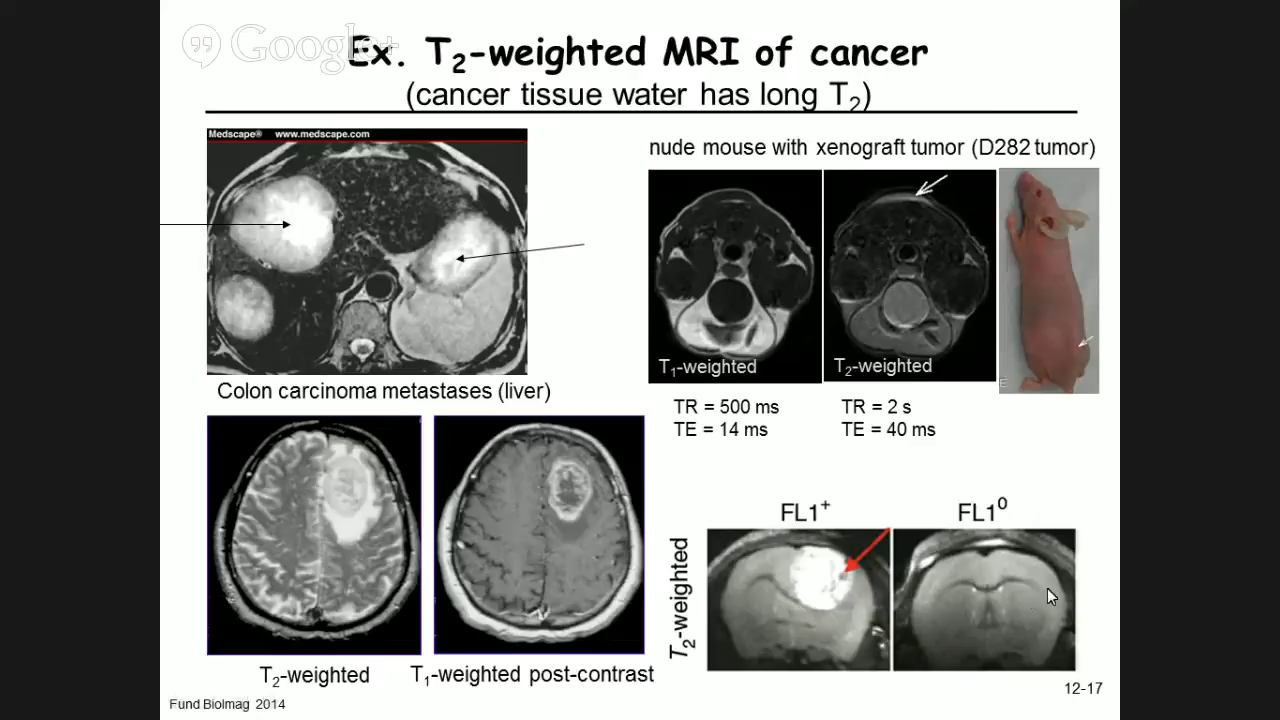 Google+
Ex. T₂-weighted MRI of cancer
(cancer tissue water has long T₂)
Medscape® www.medscape.com
Colon carcinoma metastases (liver)
nude mouse with xenograft tumor (D282 tumor)
T₁-weighted
T₂-weighted
E
TR = 500 ms
TE = 14 ms
TR = 2 s
TE = 40 ms
T₂-weighted
T₁-weighted post-contrast
FL1⁺
FL1⁰
T₂-weighted
Fund BioImag 2014
12-17